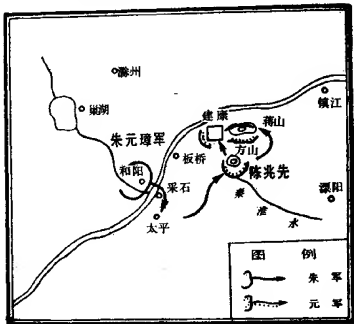 滁州
镇江
巢湖
建康
蒋山
朱元璋军
方山
板桥
和阳
陈兆先
采石
溧阳
秦
淮
水
太平
图 例
朱 军
元 军